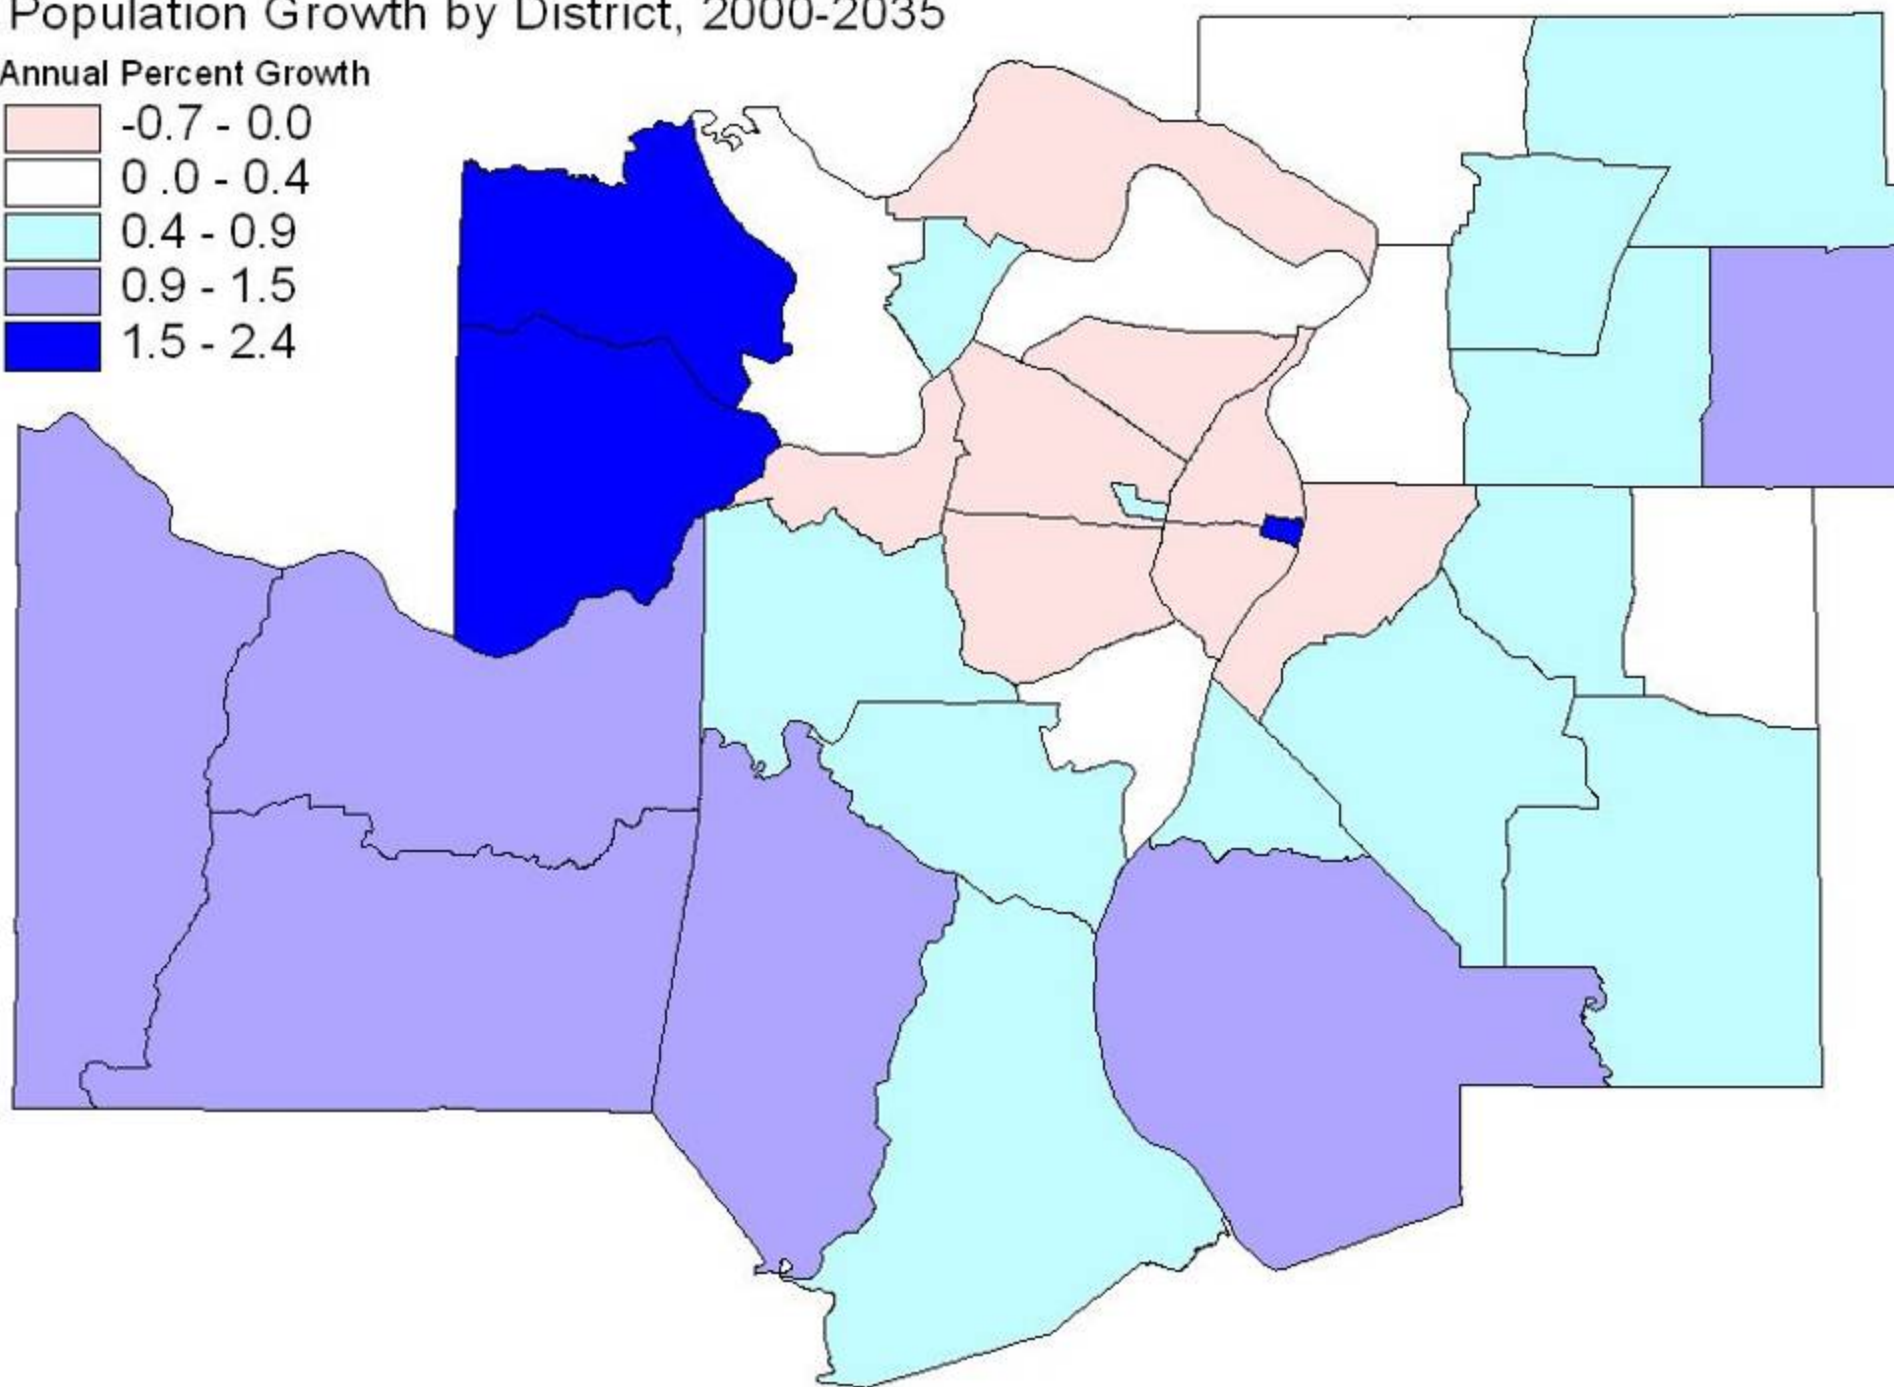 Population Growth by District, 2000-2035
Annual Percent Growth
-0.7 - 0.0
0 .0 - 0.4
0.4 - 0.9
0.9 - 1.5
1.5 - 2.4